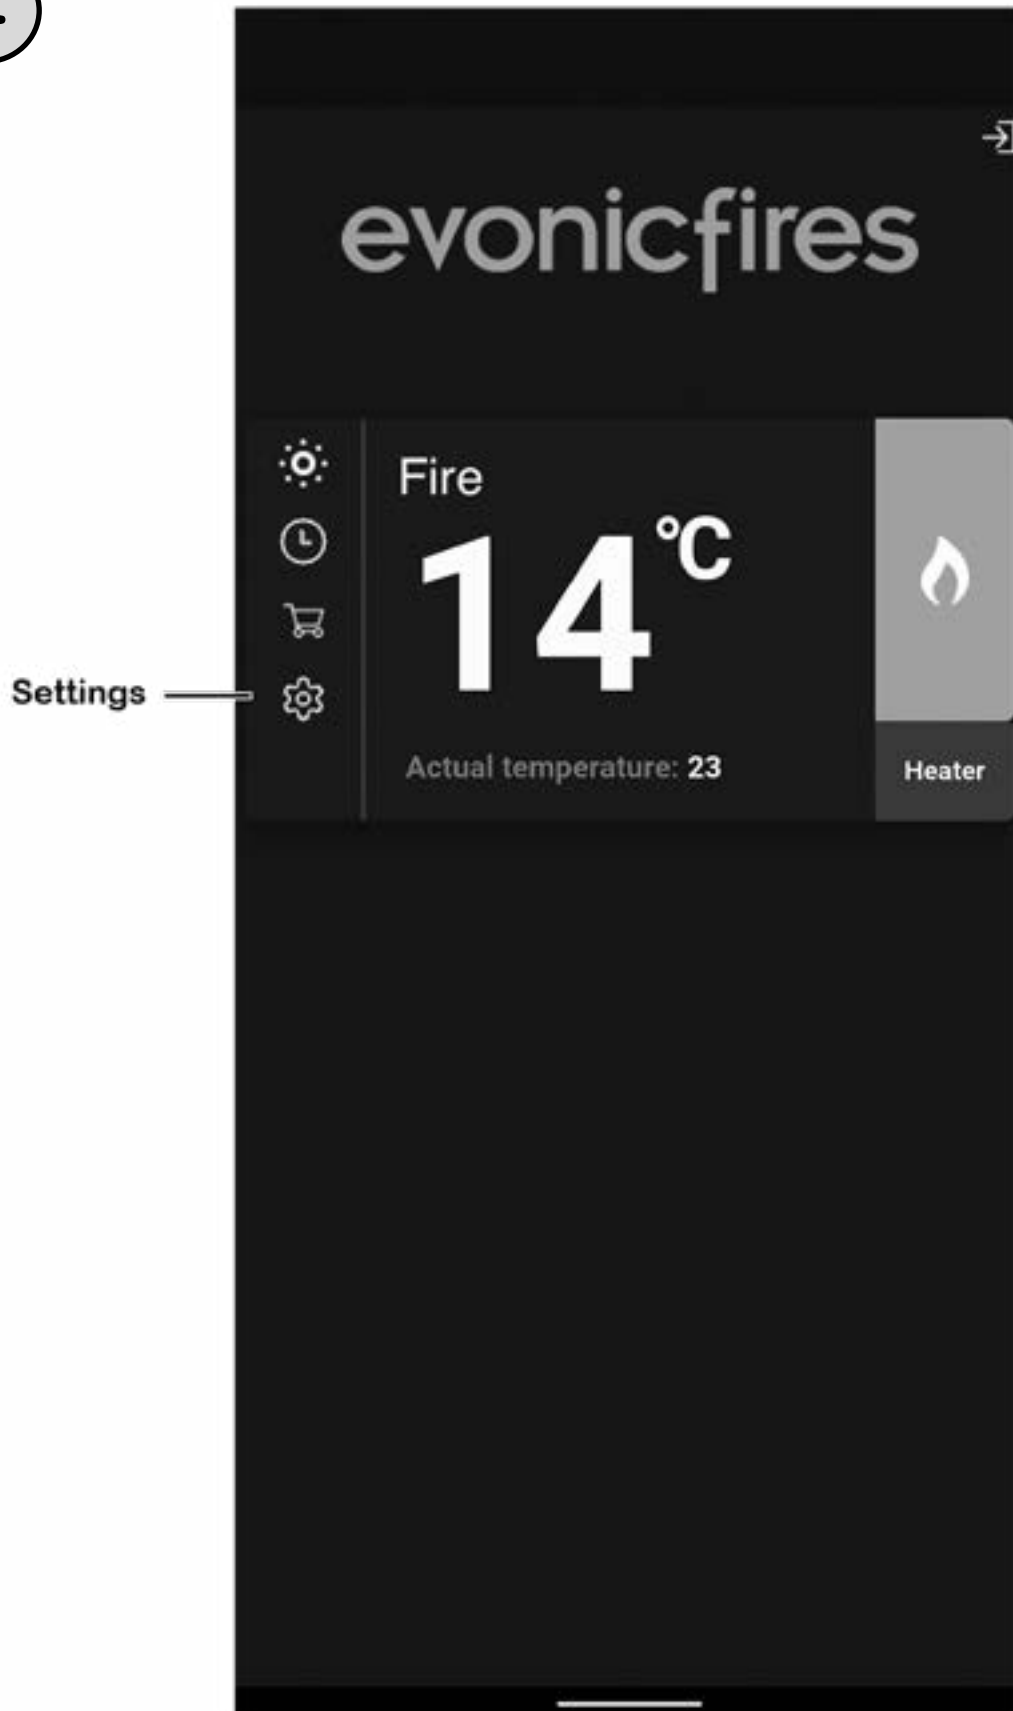 evonicfires
Fire
14°C
Settings
Actual temperature: 23
Heater